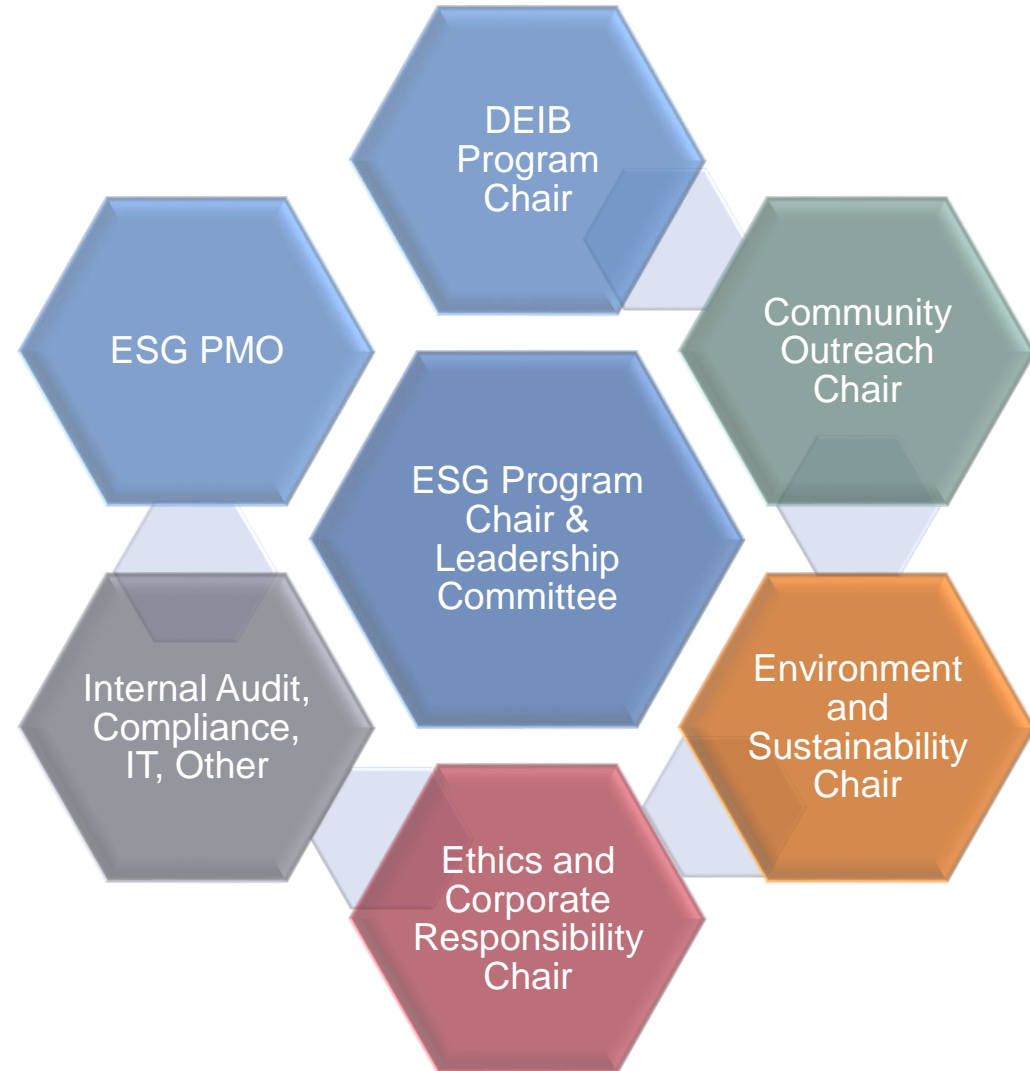 DEIB
Program
Chair
ESG PMO
Community
Outreach
Chair
ESG Program
Chair &
Leadership
Committee
Internal Audit,
Compliance,
IT, Other
Environment
and
Sustainability
Chair
Ethics and
Corporate
Responsibility
Chair